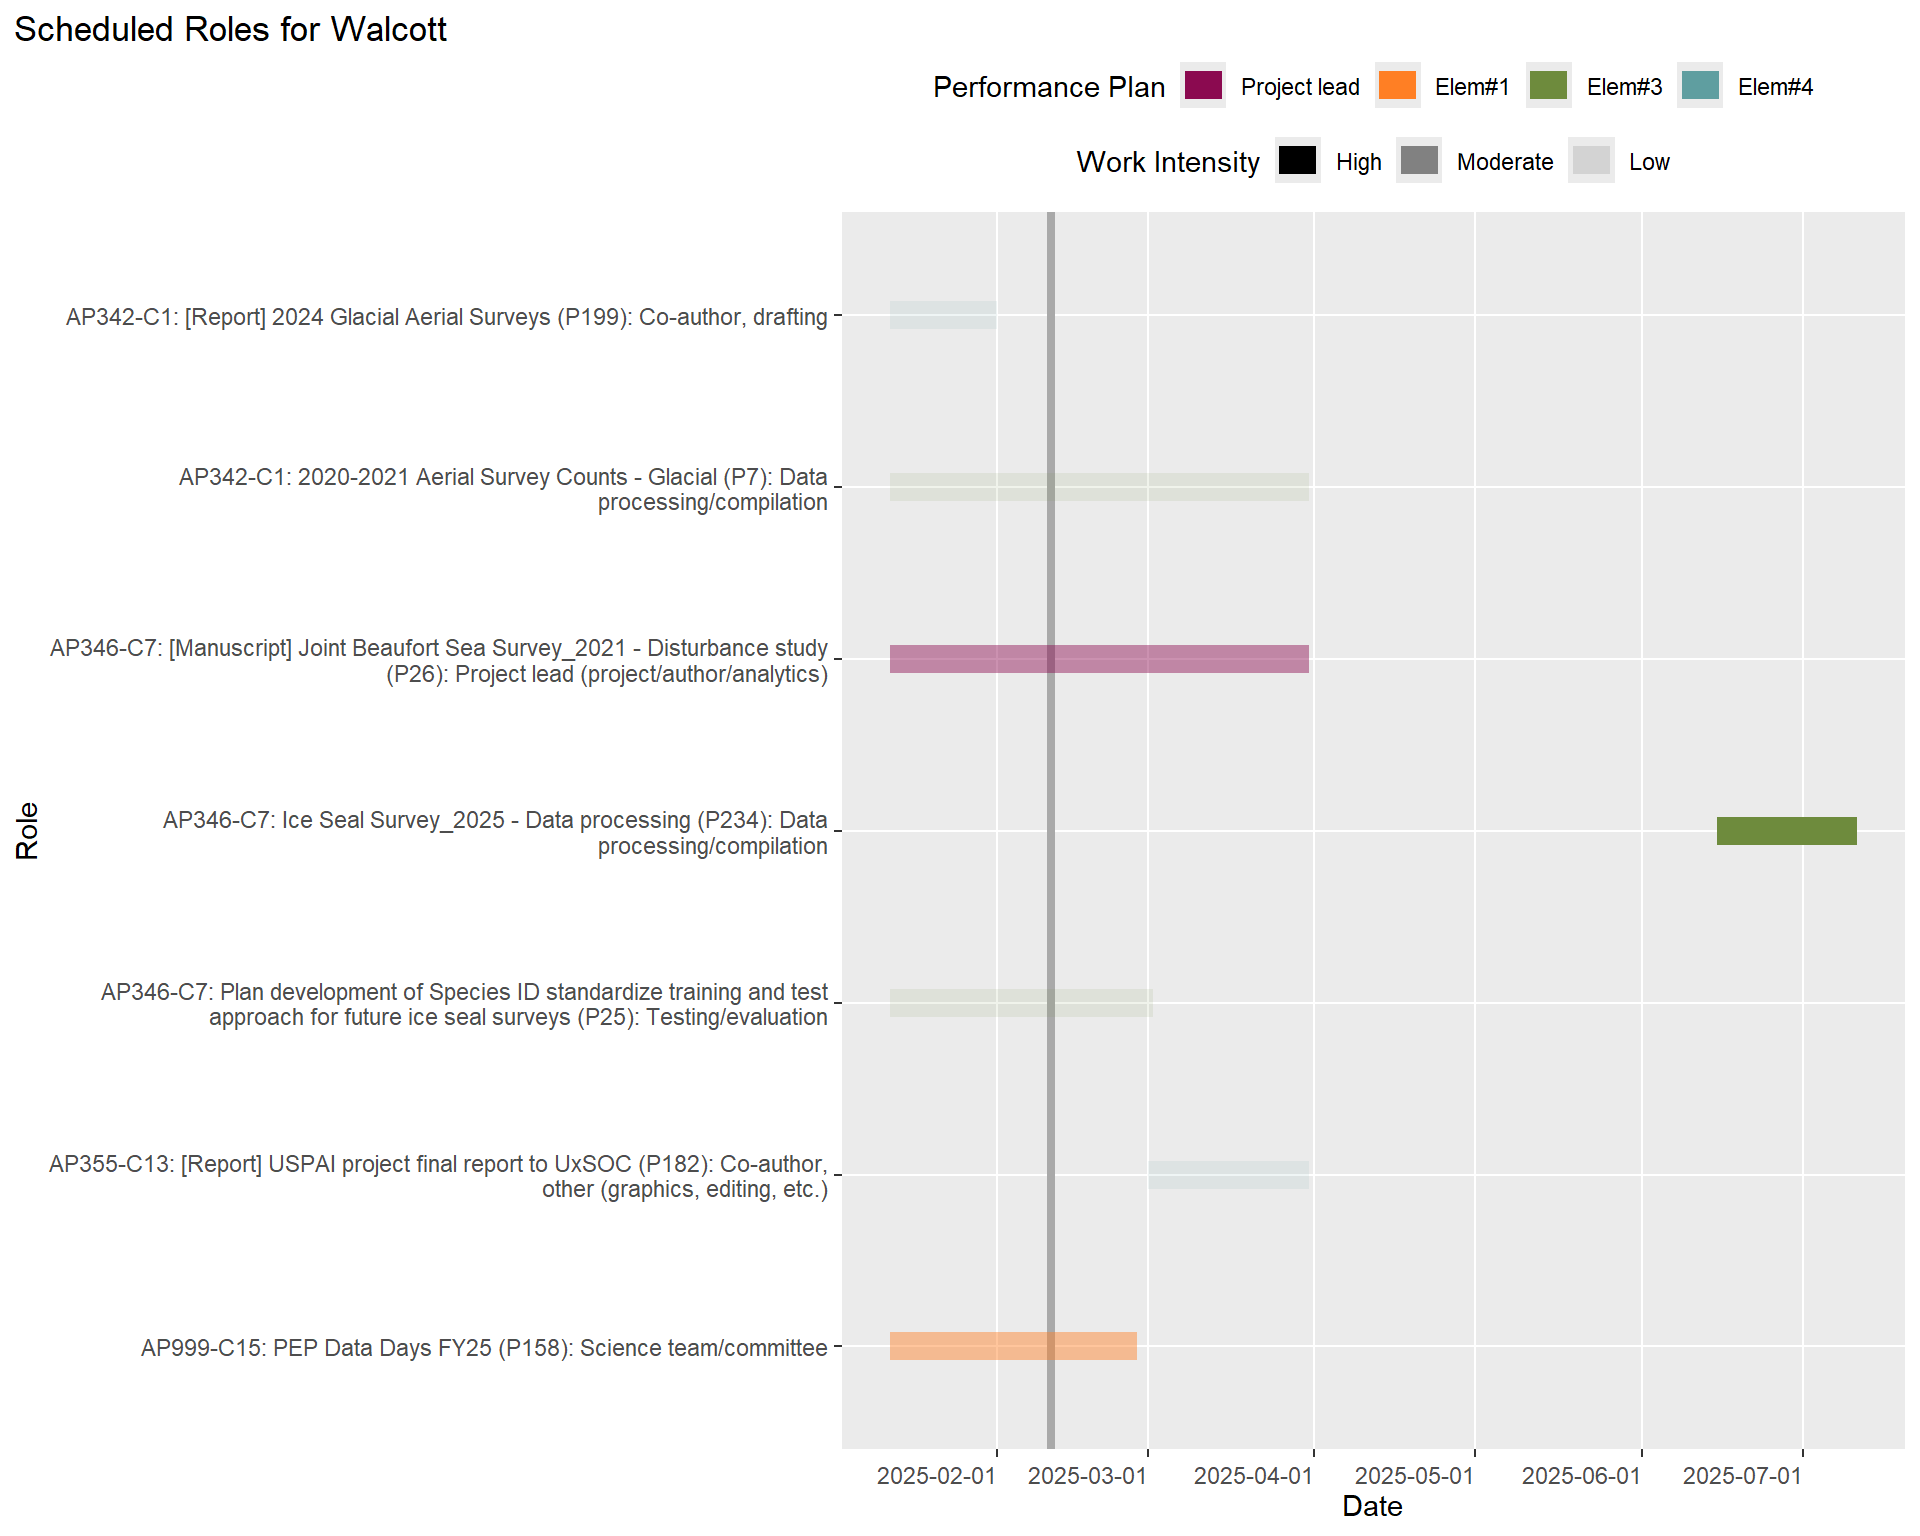 Scheduled Roles for Walcott
Performance Plan Project lead Elem#1 Elem#3 Elem#4
Work Intensity High Moderate Low
AP342-C1: [Report] 2024 Glacial Aerial Surveys (P199): Co-author, drafting
AP342-C1: 2020-2021 Aerial Survey Counts - Glacial (P7): Data
processing/compilation
AP346-C7: [Manuscript] Joint Beaufort Sea Survey_2021 - Disturbance study
(P26): Project lead (project/author/analytics)
Role
AP346-C7: Ice Seal Survey_2025 - Data processing (P234): Data
processing/compilation
AP346-C7: Plan development of Species ID standardize training and test
approach for future ice seal surveys (P25): Testing/evaluation
AP355-C13: [Report] USPAI project final report to UxSOC (P182): Co-author,
other (graphics, editing, etc.)
AP999-C15: PEP Data Days FY25 (P158): Science team/committee
2025-02-01 2025-03-01 2025-04-01 2025-05-01 2025-06-01 2025-07-01
Date